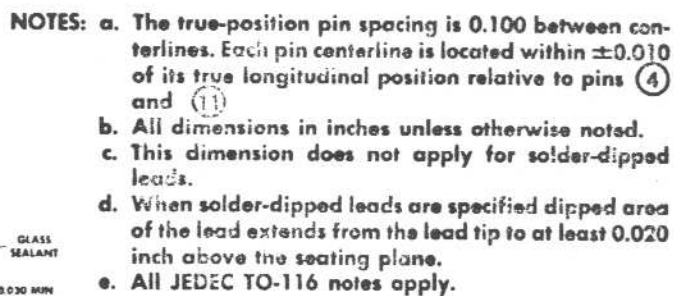 NOTES: a. The true-position pin spacing is 0.100 between cen-
terlines. Each pin centerline is located within ±0.010
of its true longitudinal position relative to pins 4
and 11
b. All dimensions in inches unless otherwise noted.
c. This dimension does not apply for solder-dipped
leads.
d. When solder-dipped leads are specified dipped area
of the lead extends from the lead tip to at least 0.020
inch above the seating plane.
GLASS
SEALANT
e. All JEDEC TO-116 notes apply.
0.030 MIN